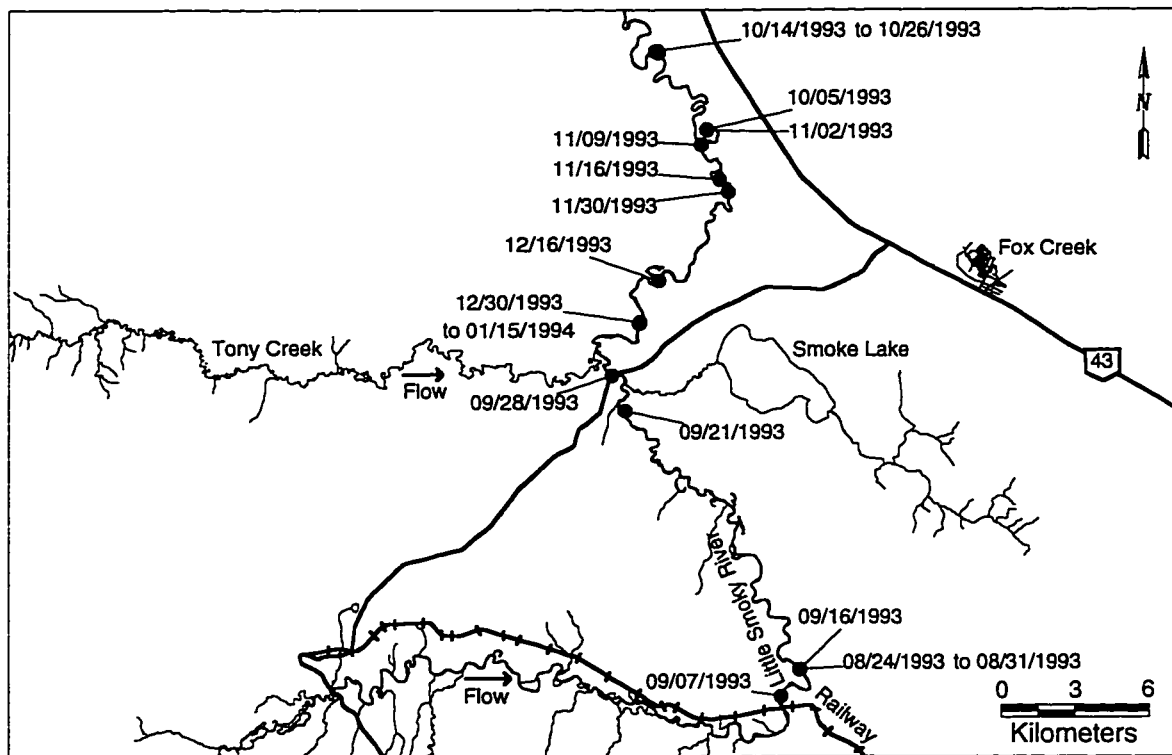 10/14/1993 to 10/26/1993
10/05/1993
N
11/02/1993
11/09/1993
11/16/1993
11/30/1993
12/16/1993
Fox Creek
12/30/1993
to 01/15/1994
Tony Creek
Smoke Lake
43
Flow
09/28/1993
09/21/1993
Little Smoky River
09/16/1993
08/24/1993 to 08/31/1993
Flow
09/07/1993
Railway
0 3 6
Kilometers